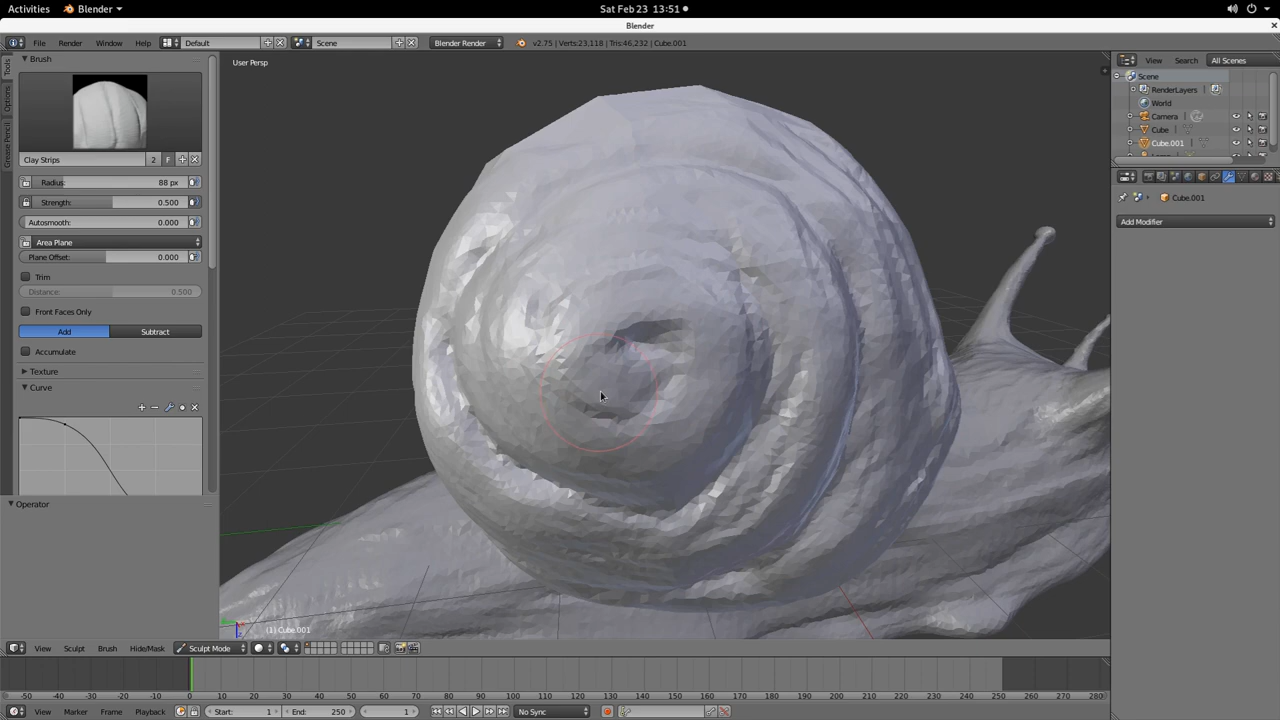 Activities Blender Sat Feb 23 13:51
Blender
File Render Window Help Default Scene Blender Render v2.75 | Verts:23,118 | Tris:46,232 | Cube.001
Tools
Options
Grease Pencil
Brush
Clay Strips 2 F
Radius: 88 px
Strength: 0.500
Autosmooth: 0.000
Area Plane
Plane Offset: 0.000
Trim
Distance: 0.500
Front Faces Only
Add Subtract
Accumulate
Texture
Curve
Operator
User Persp
(1) Cube.001
View Search All Scenes
Scene
RenderLayers
World
Camera
Cube
Cube.001
Cube.001
Add Modifier
View Sculpt Brush Hide/Mask Sculpt Mode
-50 -40 -30 -20 -10 0 10 20 30 40 50 60 70 80 90 100 110 120 130 140 150 160 170 180 190 200 210 220 230 240 250 260 270 280
View Marker Frame Playback Start: 1 End: 250 1 No Sync